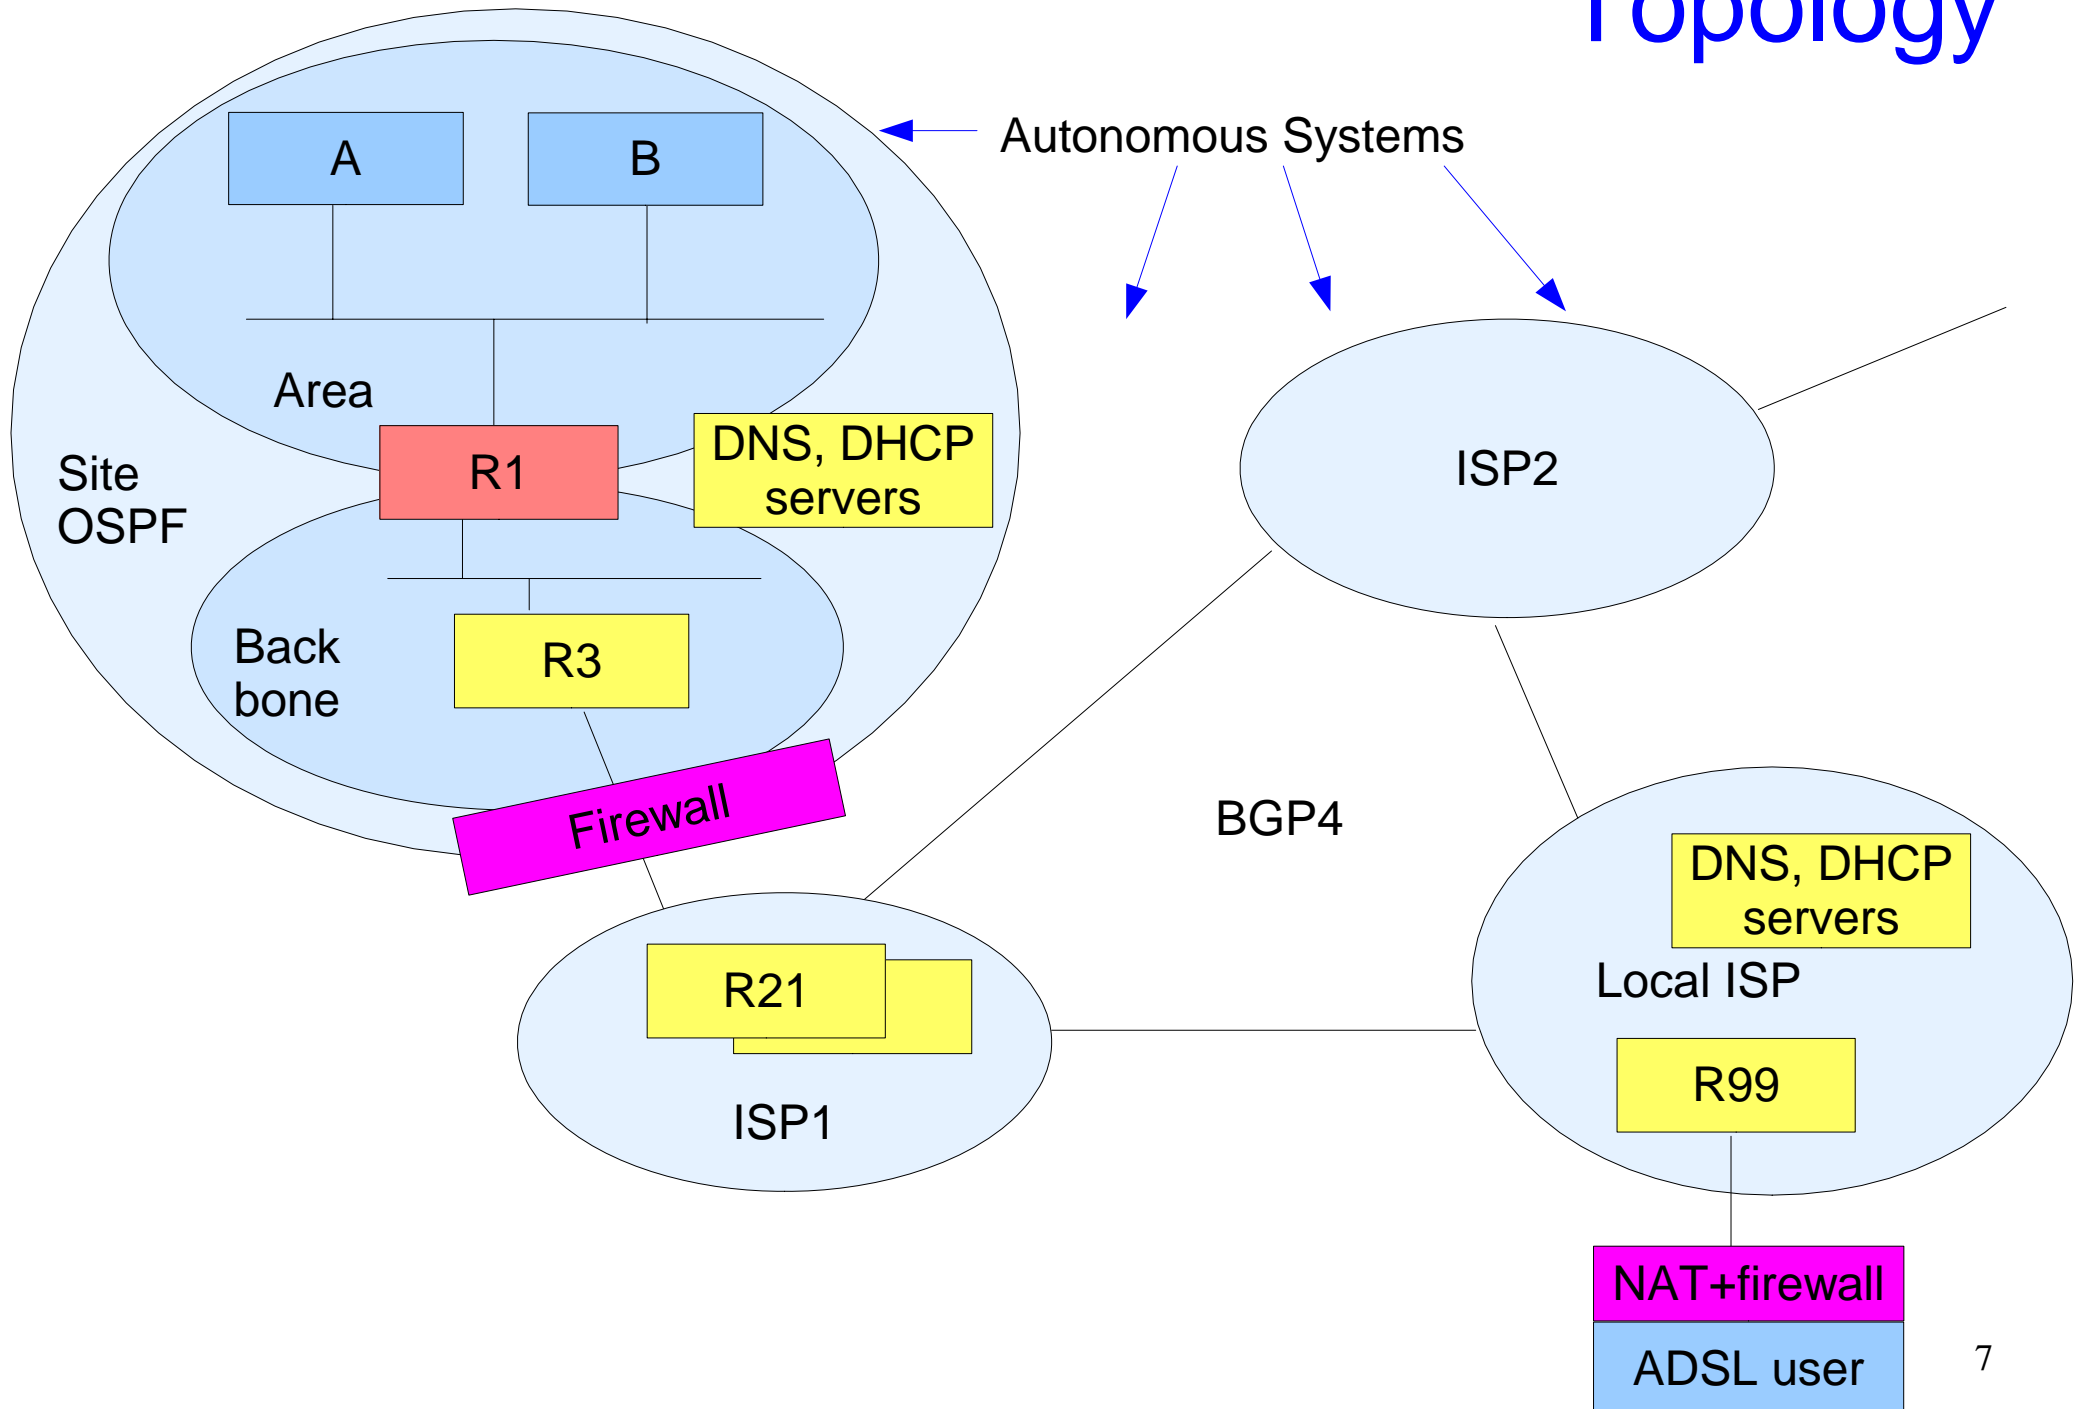 Topology
Autonomous Systems
A
B
Area
Site
OSPF
R1
DNS, DHCP
servers
Back
bone
R3
Firewall
ISP2
BGP4
R21
ISP1
DNS, DHCP
servers
Local ISP
R99
NAT+firewall
ADSL user
7